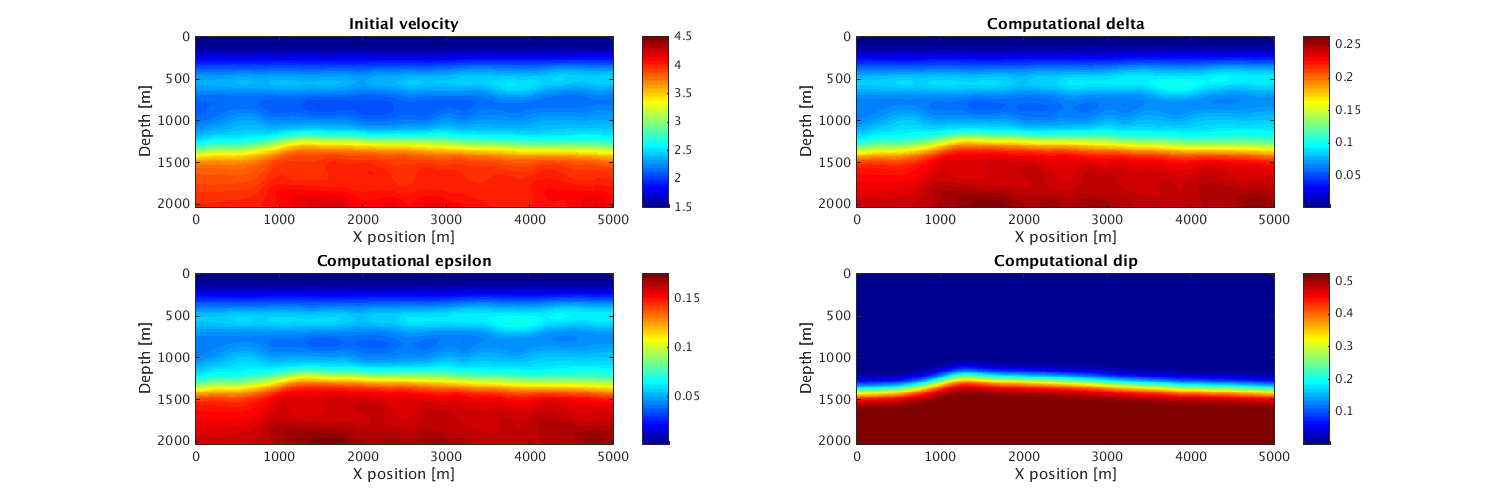 Initial velocity
0
500
1000
1500
2000
Depth [m]
0 1000 2000 3000 4000 5000
X position [m]
4.5
4
3.5
3
2.5
2
1.5
Computational delta
0
500
1000
1500
2000
Depth [m]
0 1000 2000 3000 4000 5000
X position [m]
0.25
0.2
0.15
0.1
0.05
Computational epsilon
0
500
1000
1500
2000
Depth [m]
0 1000 2000 3000 4000 5000
X position [m]
0.15
0.1
0.05
Computational dip
0
500
1000
1500
2000
Depth [m]
0 1000 2000 3000 4000 5000
X position [m]
0.5
0.4
0.3
0.2
0.1